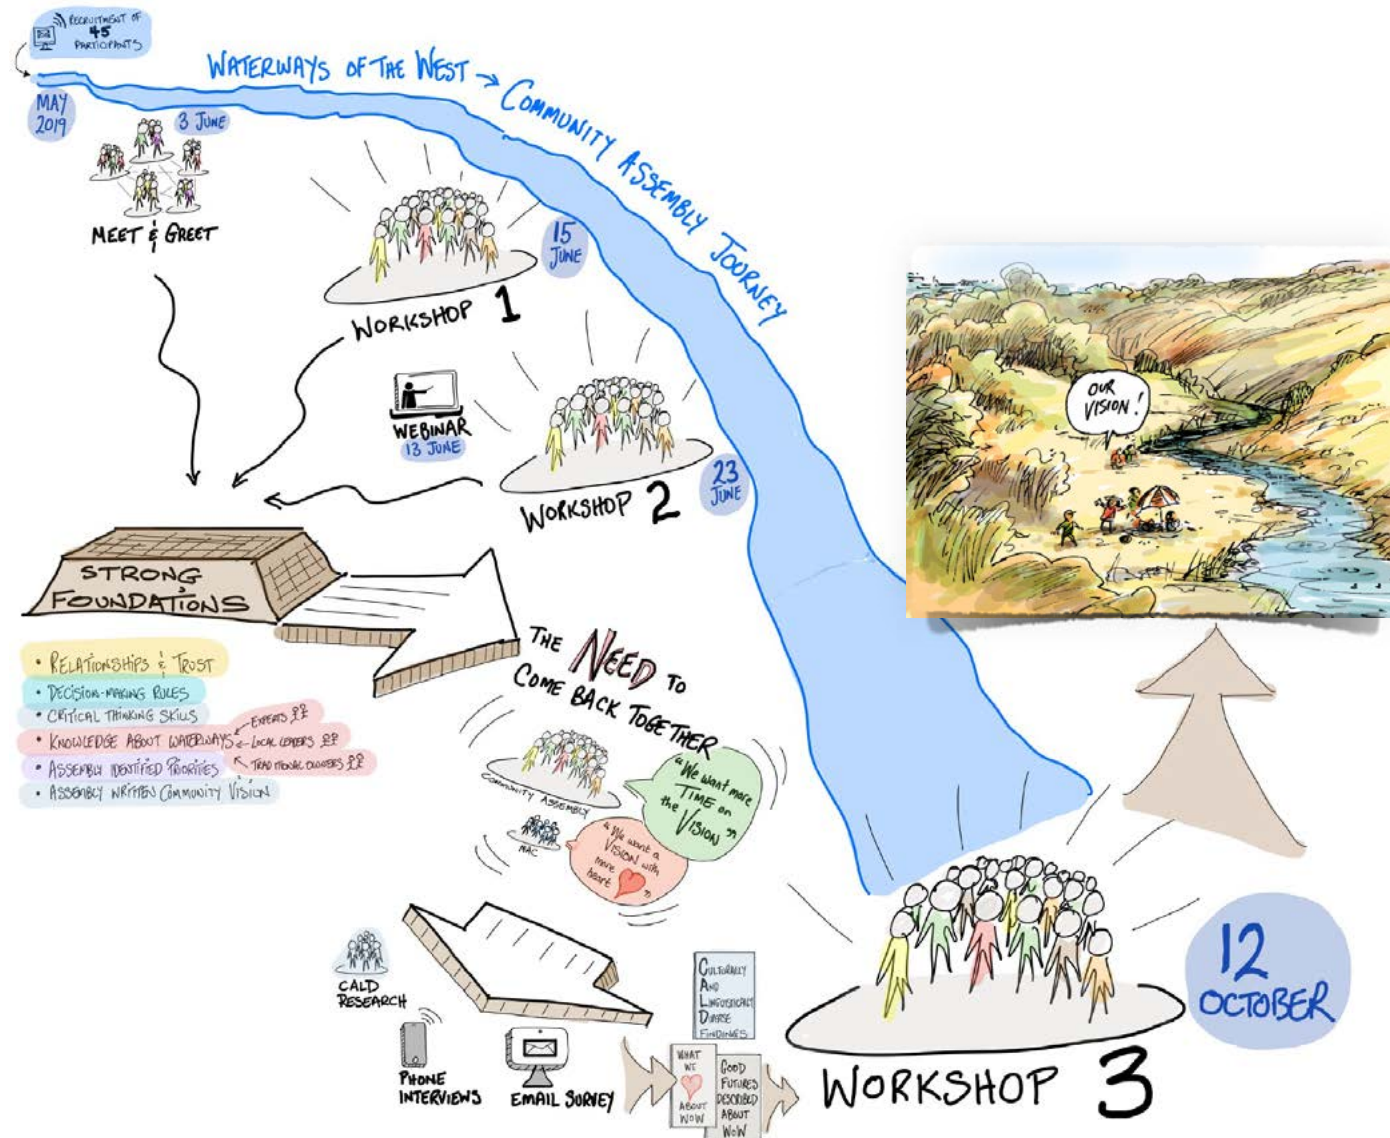 RECRUITMENT OF
45
PARTICIPANTS
WATERWAYS OF THE WEST → COMMUNITY ASSEMBLY JOURNEY
MAY
2019
3 JUNE
MEET & GREET
15
JUNE
WORKSHOP 1
WEBINAR
13 JUNE
23
JUNE
WORKSHOP 2
OUR
VISION!
STRONG
FOUNDATIONS
• RELATIONSHIPS & TRUST
• DECISION-MAKING RULES
• CRITICAL THINKING SKILLS
• KNOWLEDGE ABOUT WATERWAYS
EXPERTS
LOCAL LEADERS
TRADITIONAL OWNERS
• ASSEMBLY IDENTIFIED PRIORITIES
• ASSEMBLY WRITTEN COMMUNITY VISION
THE NEED TO
COME BACK TOGETHER
COMMUNITY ASSEMBLY
"We want more
TIME on
the VISION"
MAC
"We want a
VISION with
more
heart ❤"
CALD
RESEARCH
PHONE
INTERVIEWS
EMAIL SURVEY
CULTURALLY
AND
LINGUISTICALLY
DIVERSE
FINDINGS
WHAT
WE
❤
ABOUT
WoW
GOOD
FUTURES
DESCRIBED
ABOUT
WoW
12
OCTOBER
WORKSHOP 3